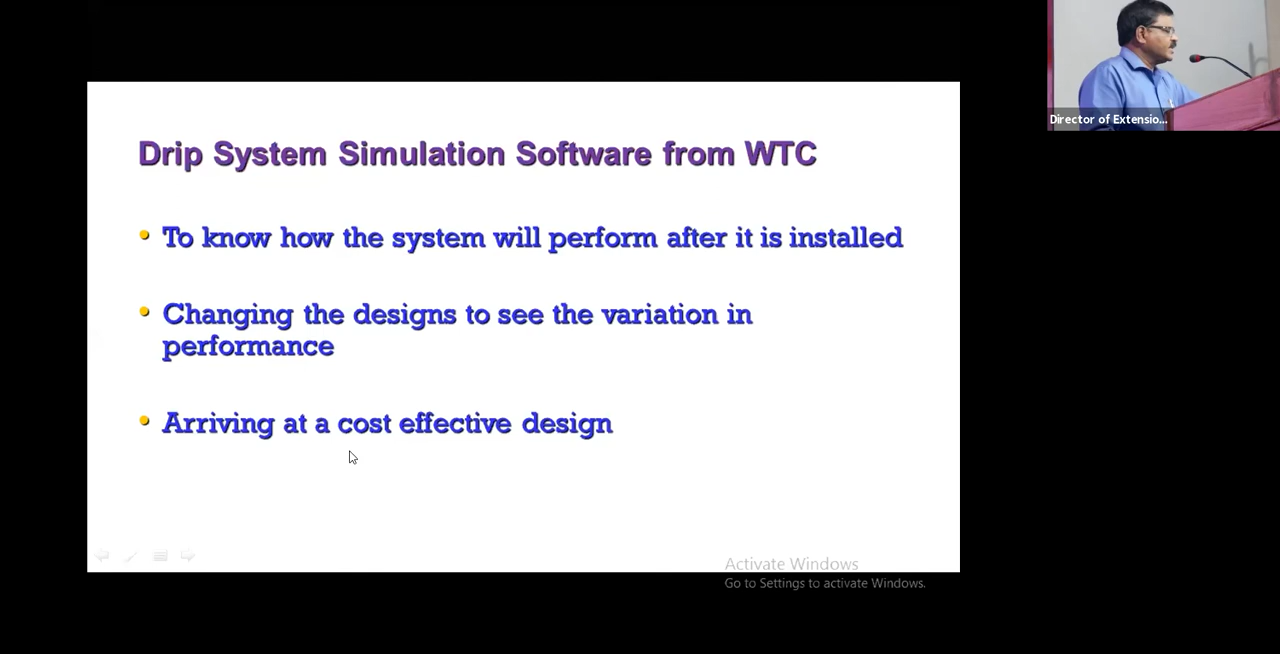 Drip System Simulation Software from WTC
• To know how the system will perform after it is installed
• Changing the designs to see the variation in
performance
• Arriving at a cost effective design
Director of Extensio...
Activate Windows
Go to Settings to activate Windows.